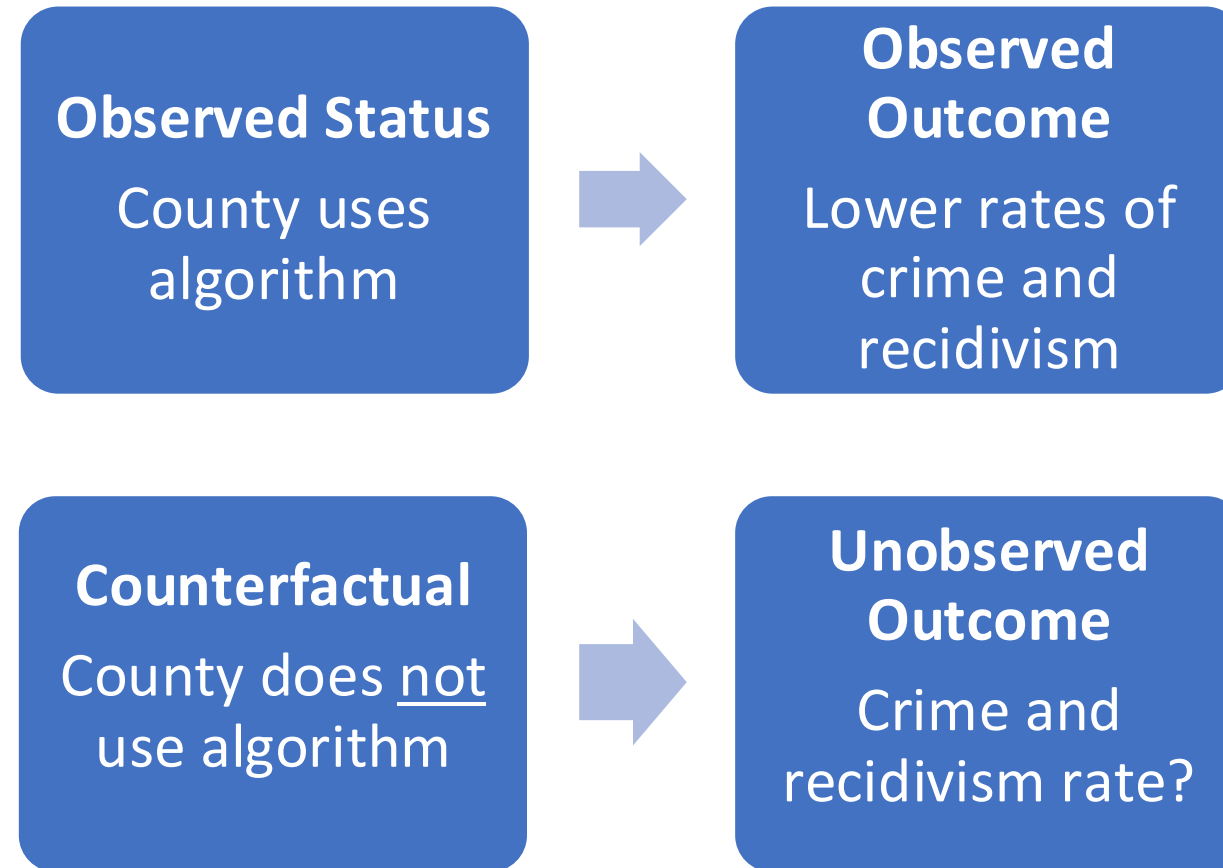 Observed Status
County uses
algorithm
Observed
Outcome
Lower rates of
crime and
recidivism
Counterfactual
County does not
use algorithm
Unobserved
Outcome
Crime and
recidivism rate?